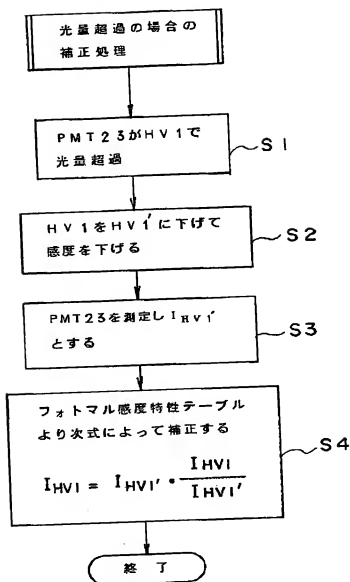 光量超過の場合の
補正処理
PMT23がHV1で
光量超過
S1
HV1をHV1'に下げて
感度を下げる
S2
PMT23を測定しIHV1'
とする
S3
フォトマル感度特性テーブル
より次式によって補正する
IHV1 = IHV1' • IHV1 / IHV1'
S4
終了